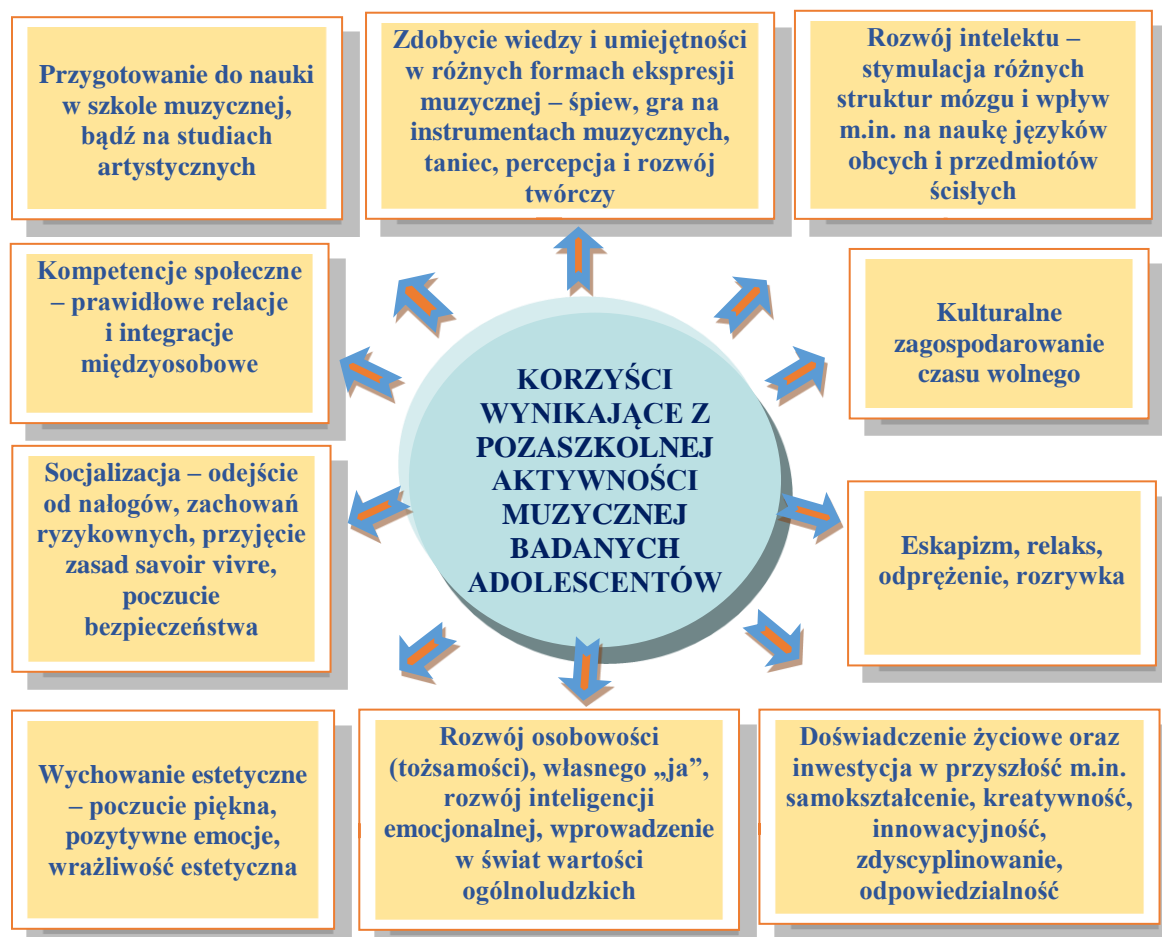 Przygotowanie do nauki
w szkole muzycznej,
bądź na studiach
artystycznych
Zdobycie wiedzy i umiejętności
w różnych formach ekspresji
muzycznej – śpiew, gra na
instrumentach muzycznych,
taniec, percepcja i rozwój
twórczy
Rozwój intelektu –
stymulacja różnych
struktur mózgu i wpływ
m.in. na naukę języków
obcych i przedmiotów
ścisłych
Kompetencje społeczne
– prawidłowe relacje
i integracje
międzyosobowe
Kulturalne
zagospodarowanie
czasu wolnego
KORZYŚCI
WYNIKAJĄCE Z
POZASZKOLNEJ
AKTYWNOŚCI
MUZYCZNEJ
BADANYCH
ADOLESCENTÓW
Socjalizacja – odejście
od nałogów, zachowań
ryzykownych, przyjęcie
zasad savoir vivre,
poczucie
bezpieczeństwa
Eskapizm, relaks,
odprężenie, rozrywka
Wychowanie estetyczne
– poczucie piękna,
pozytywne emocje,
wrażliwość estetyczna
Rozwój osobowości
(tożsamości), własnego „ja”,
rozwój inteligencji
emocjonalnej, wprowadzenie
w świat wartości
ogólnoludzkich
Doświadczenie życiowe oraz
inwestycja w przyszłość m.in.
samokształcenie, kreatywność,
innowacyjność,
zdyscyplinowanie,
odpowiedzialność